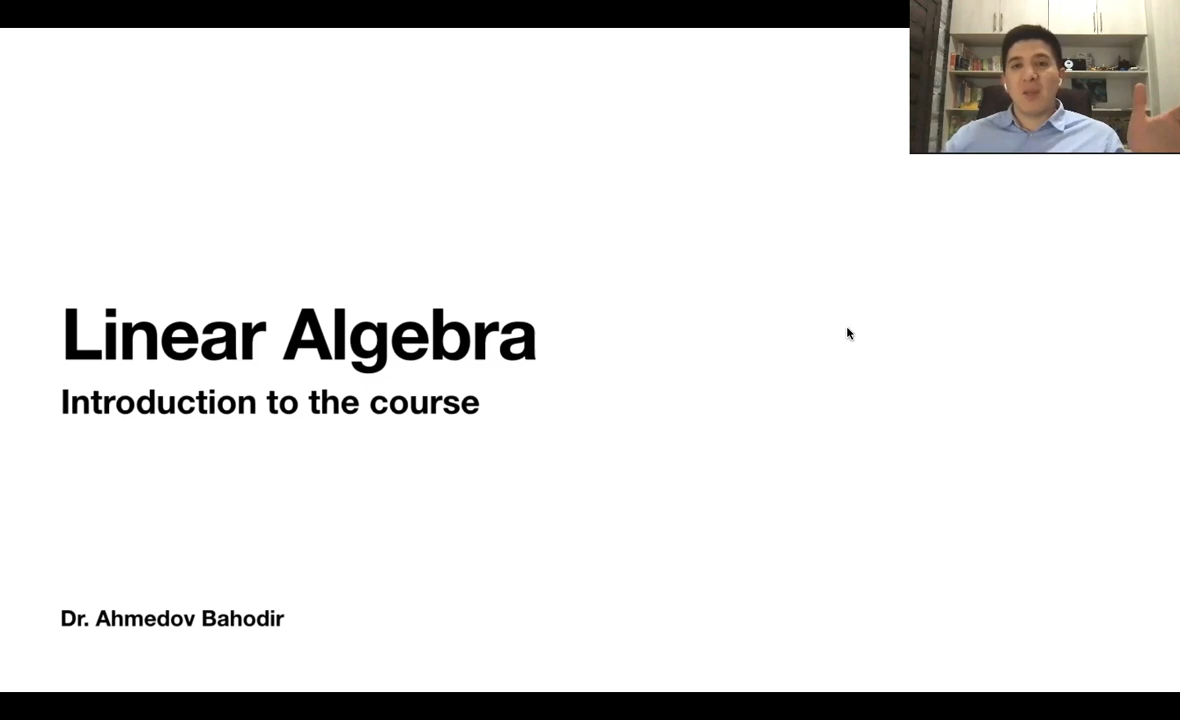 Linear Algebra
Introduction to the course
Dr. Ahmedov Bahodir